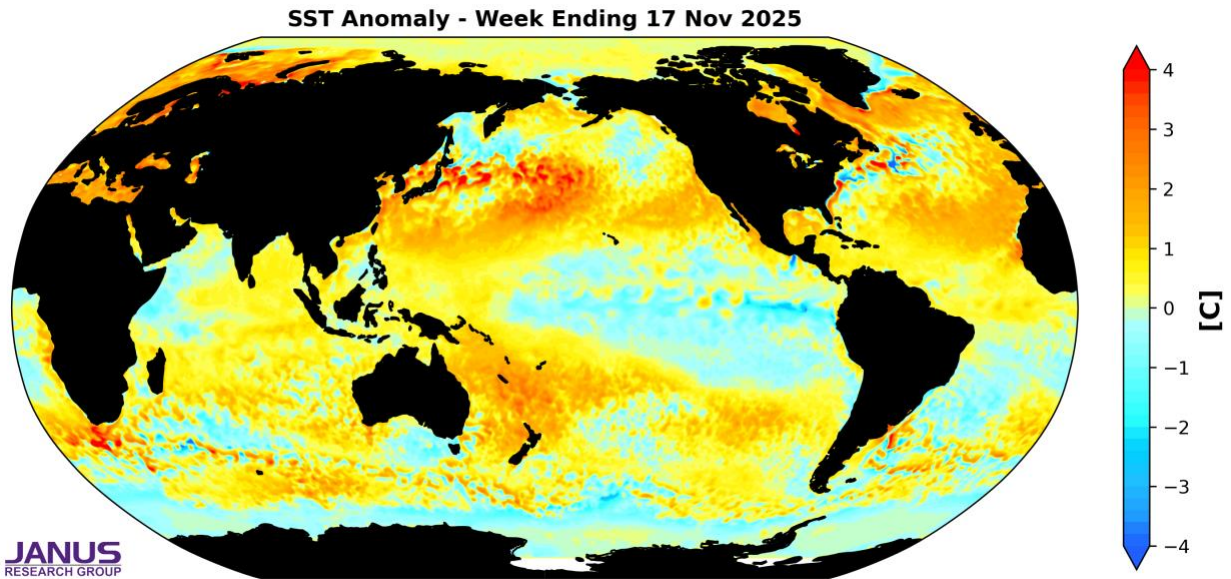 SST Anomaly - Week Ending 17 Nov 2025
4
3
2
1
0
−1
−2
−3
−4
[C]
JANUS
RESEARCH GROUP